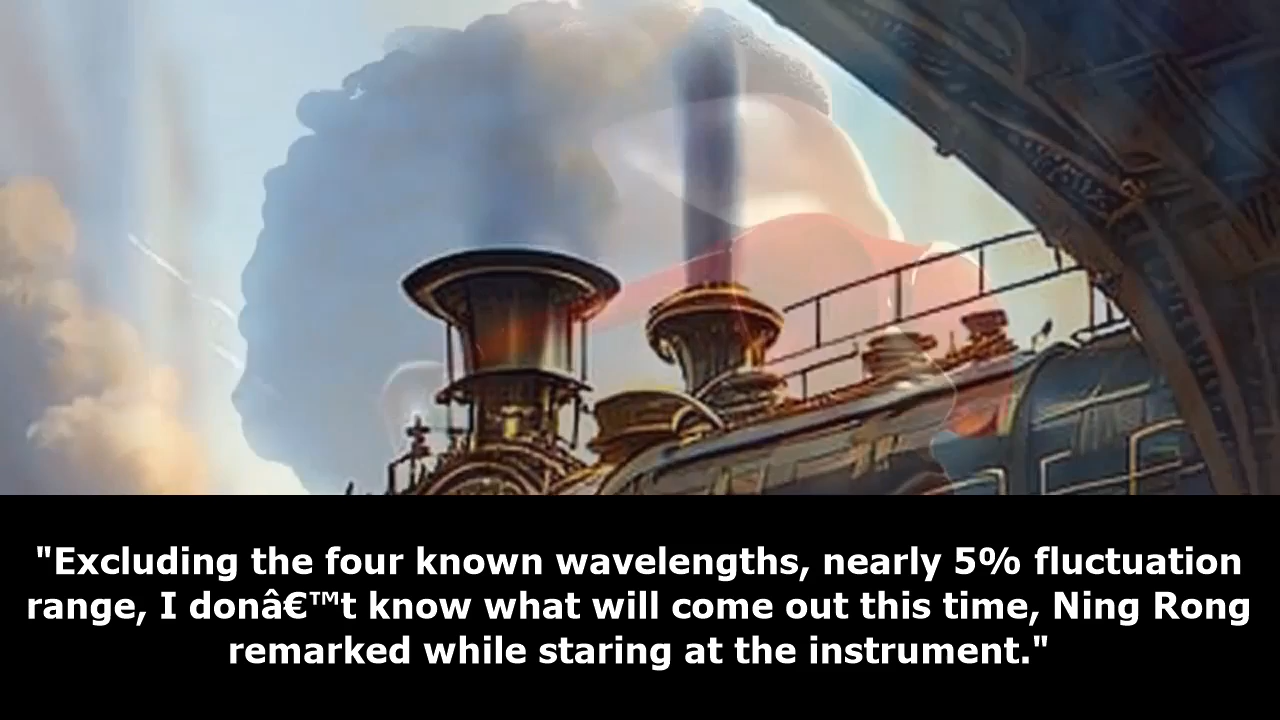 "Excluding the four known wavelengths, nearly 5% fluctuation
range, I donâ€™t know what will come out this time, Ning Rong
remarked while staring at the instrument."